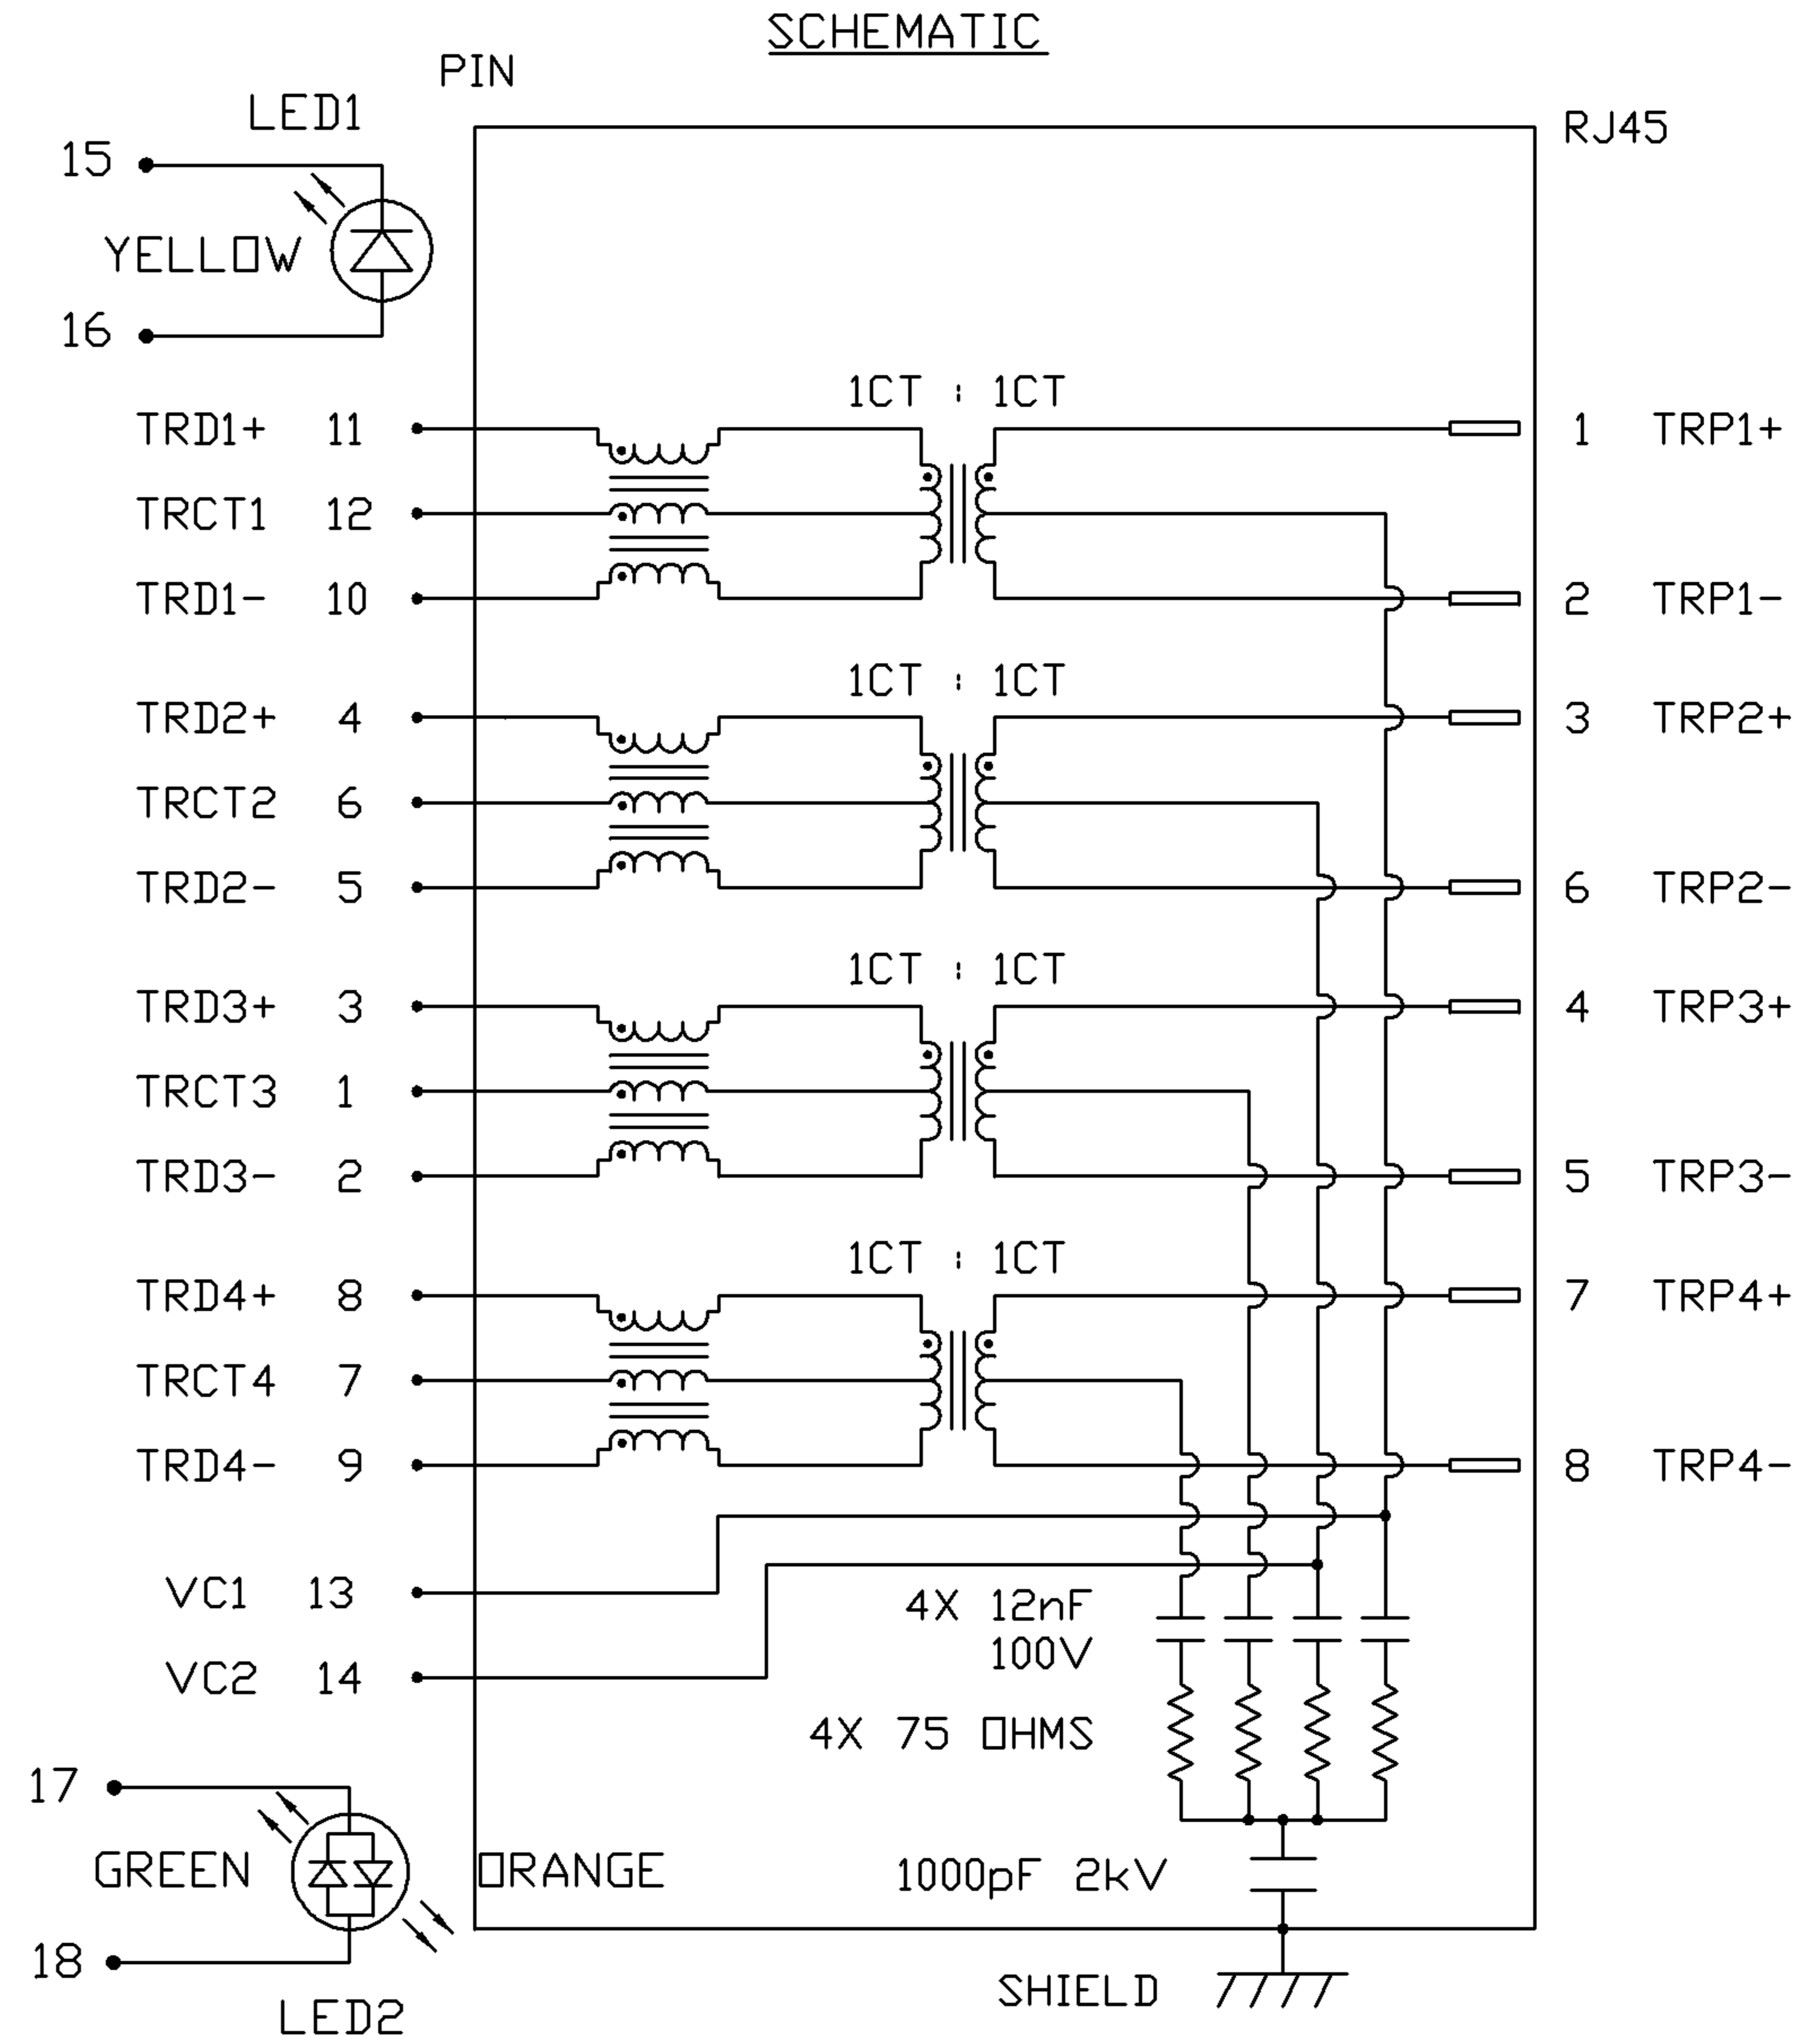 SCHEMATIC
PIN
LED1
RJ45
15
YELLOW
16
1CT : 1CT
TRD1+ 11 1 TRP1+
TRCT1 12
TRD1- 10 2 TRP1-
1CT : 1CT
TRD2+ 4 3 TRP2+
TRCT2 6
TRD2- 5 6 TRP2-
1CT : 1CT
TRD3+ 3 4 TRP3+
TRCT3 1
TRD3- 2 5 TRP3-
1CT : 1CT
TRD4+ 8 7 TRP4+
TRCT4 7
TRD4- 9 8 TRP4-
VC1 13
4X 12nF
100V
VC2 14
4X 75 OHMS
17
GREEN ORANGE
1000pF 2kV
18
SHIELD
LED2